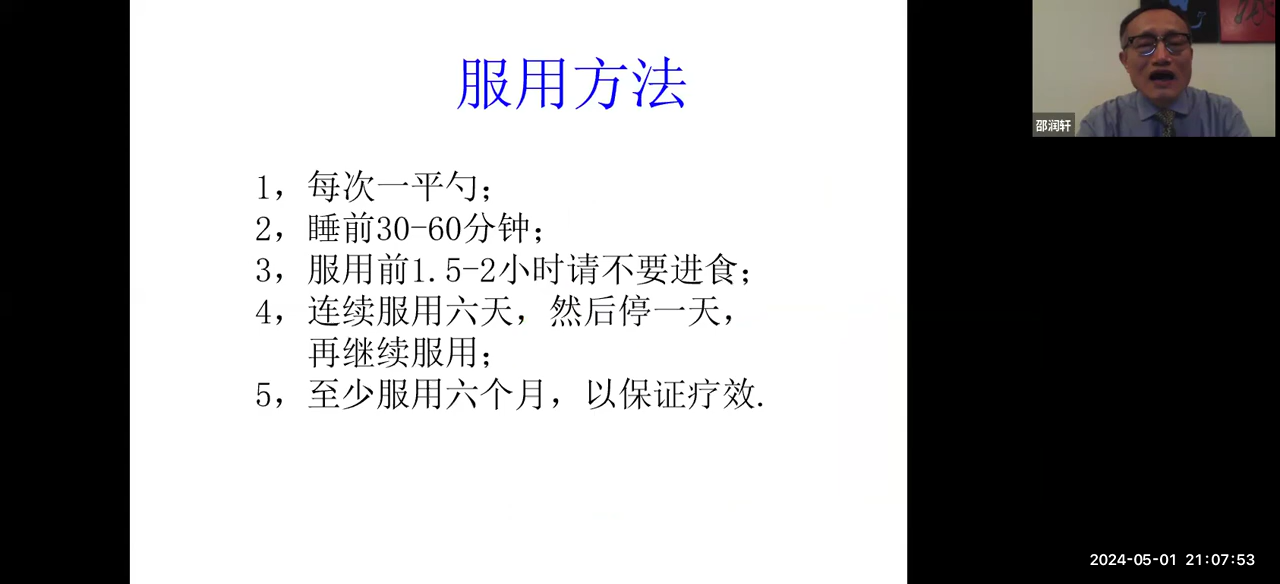 服用方法
1，每次一平勺；
2，睡前30-60分钟；
3，服用前1.5-2小时请不要进食；
4，连续服用六天，然后停一天，
再继续服用；
5，至少服用六个月，以保证疗效.
邵润轩
2024-05-01 21:07:53